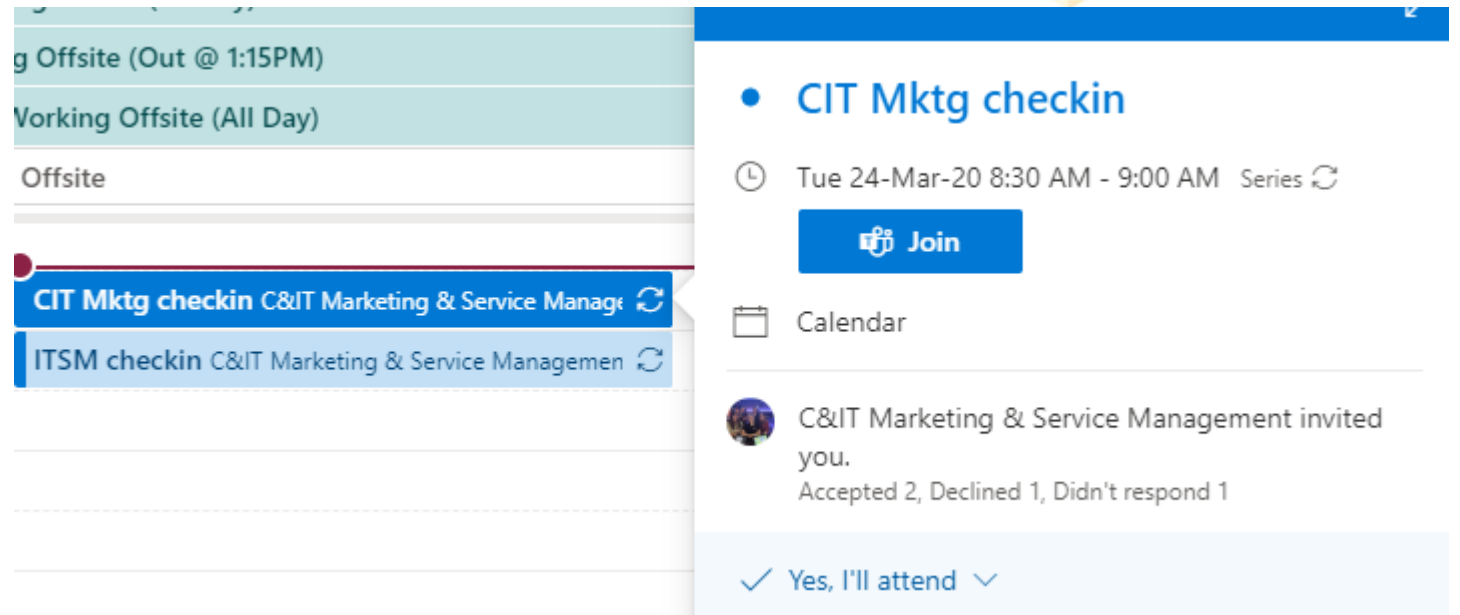 g Offsite (Out @ 1:15PM)
Working Offsite (All Day)
Offsite
CIT Mktg checkin C&IT Marketing & Service Manage
ITSM checkin C&IT Marketing & Service Managemen
CIT Mktg checkin
Tue 24-Mar-20 8:30 AM - 9:00 AM Series
Join
Calendar
C&IT Marketing & Service Management invited
you.
Accepted 2, Declined 1, Didn't respond 1
Yes, I'll attend